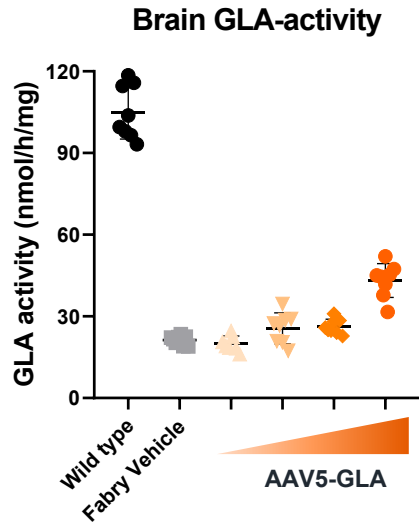 Brain GLA-activity
GLA activity (nmol/h/mg)
120
90
60
30
0
Wild type
Fabry Vehicle
AAV5-GLA